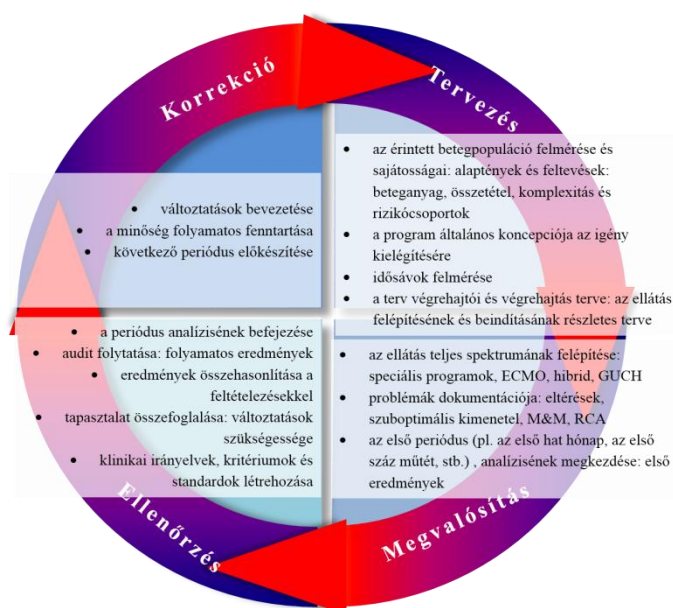 Korrekció
Tervezés
• az érintett betegpopuláció felmérése és
sajátosságai: alaptények és feltevések:
beteganyag, összetétel, komplexitás és
rizikócsoportok
• a program általános koncepciója az igény
kielégítésére
• idősávok felmérése
• a terv végrehajtói és végrehajtás terve: az ellátás
felépítésének és beindításának részletes terve
• változtatások bevezetése
• a minőség folyamatos fenntartása
• következő periódus előkészítése
• a periódus analízisének befejezése
• audit folytatása: folyamatos eredmények
• eredmények összehasonlítása a
feltételezésekkel
• tapasztalat összefoglalása: változtatások
szükségessége
• klinikai irányelvek, kritériumok és
standardok létrehozása
• az ellátás teljes spektrumának felépítése:
speciális programok, ECMO, hibrid, GUCH
• problémák dokumentációja: eltérések,
szuboptimális kimenetel, M&M, RCA
• az első periódus (pl. az első hat hónap, az első
száz műtét, stb.) , analízisének megkezdése: első
eredmények
Ellenőrzés
Megvalósítás